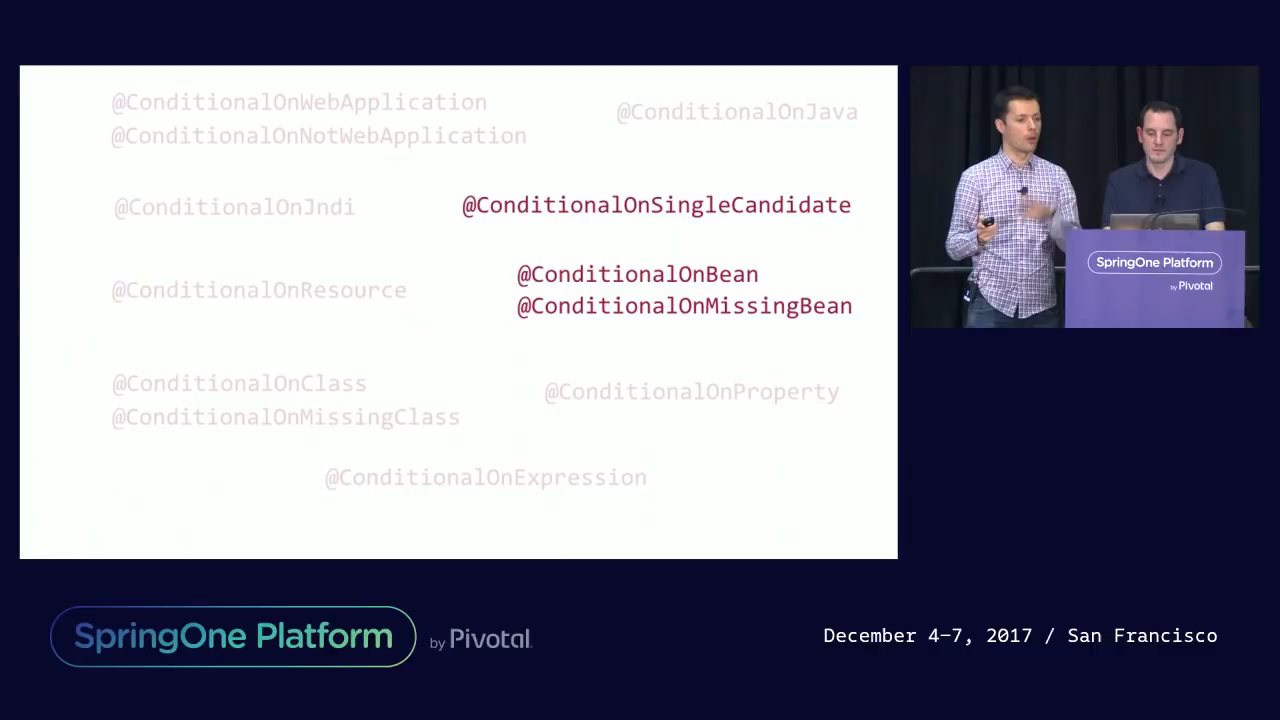 @ConditionalOnWebApplication
@ConditionalOnNotWebApplication
@ConditionalOnJava
@ConditionalOnJndi
@ConditionalOnSingleCandidate
@ConditionalOnResource
@ConditionalOnBean
@ConditionalOnMissingBean
@ConditionalOnClass
@ConditionalOnMissingClass
@ConditionalOnProperty
@ConditionalOnExpression
SpringOne Platform
by Pivotal
SpringOne Platform by Pivotal.
December 4–7, 2017 / San Francisco